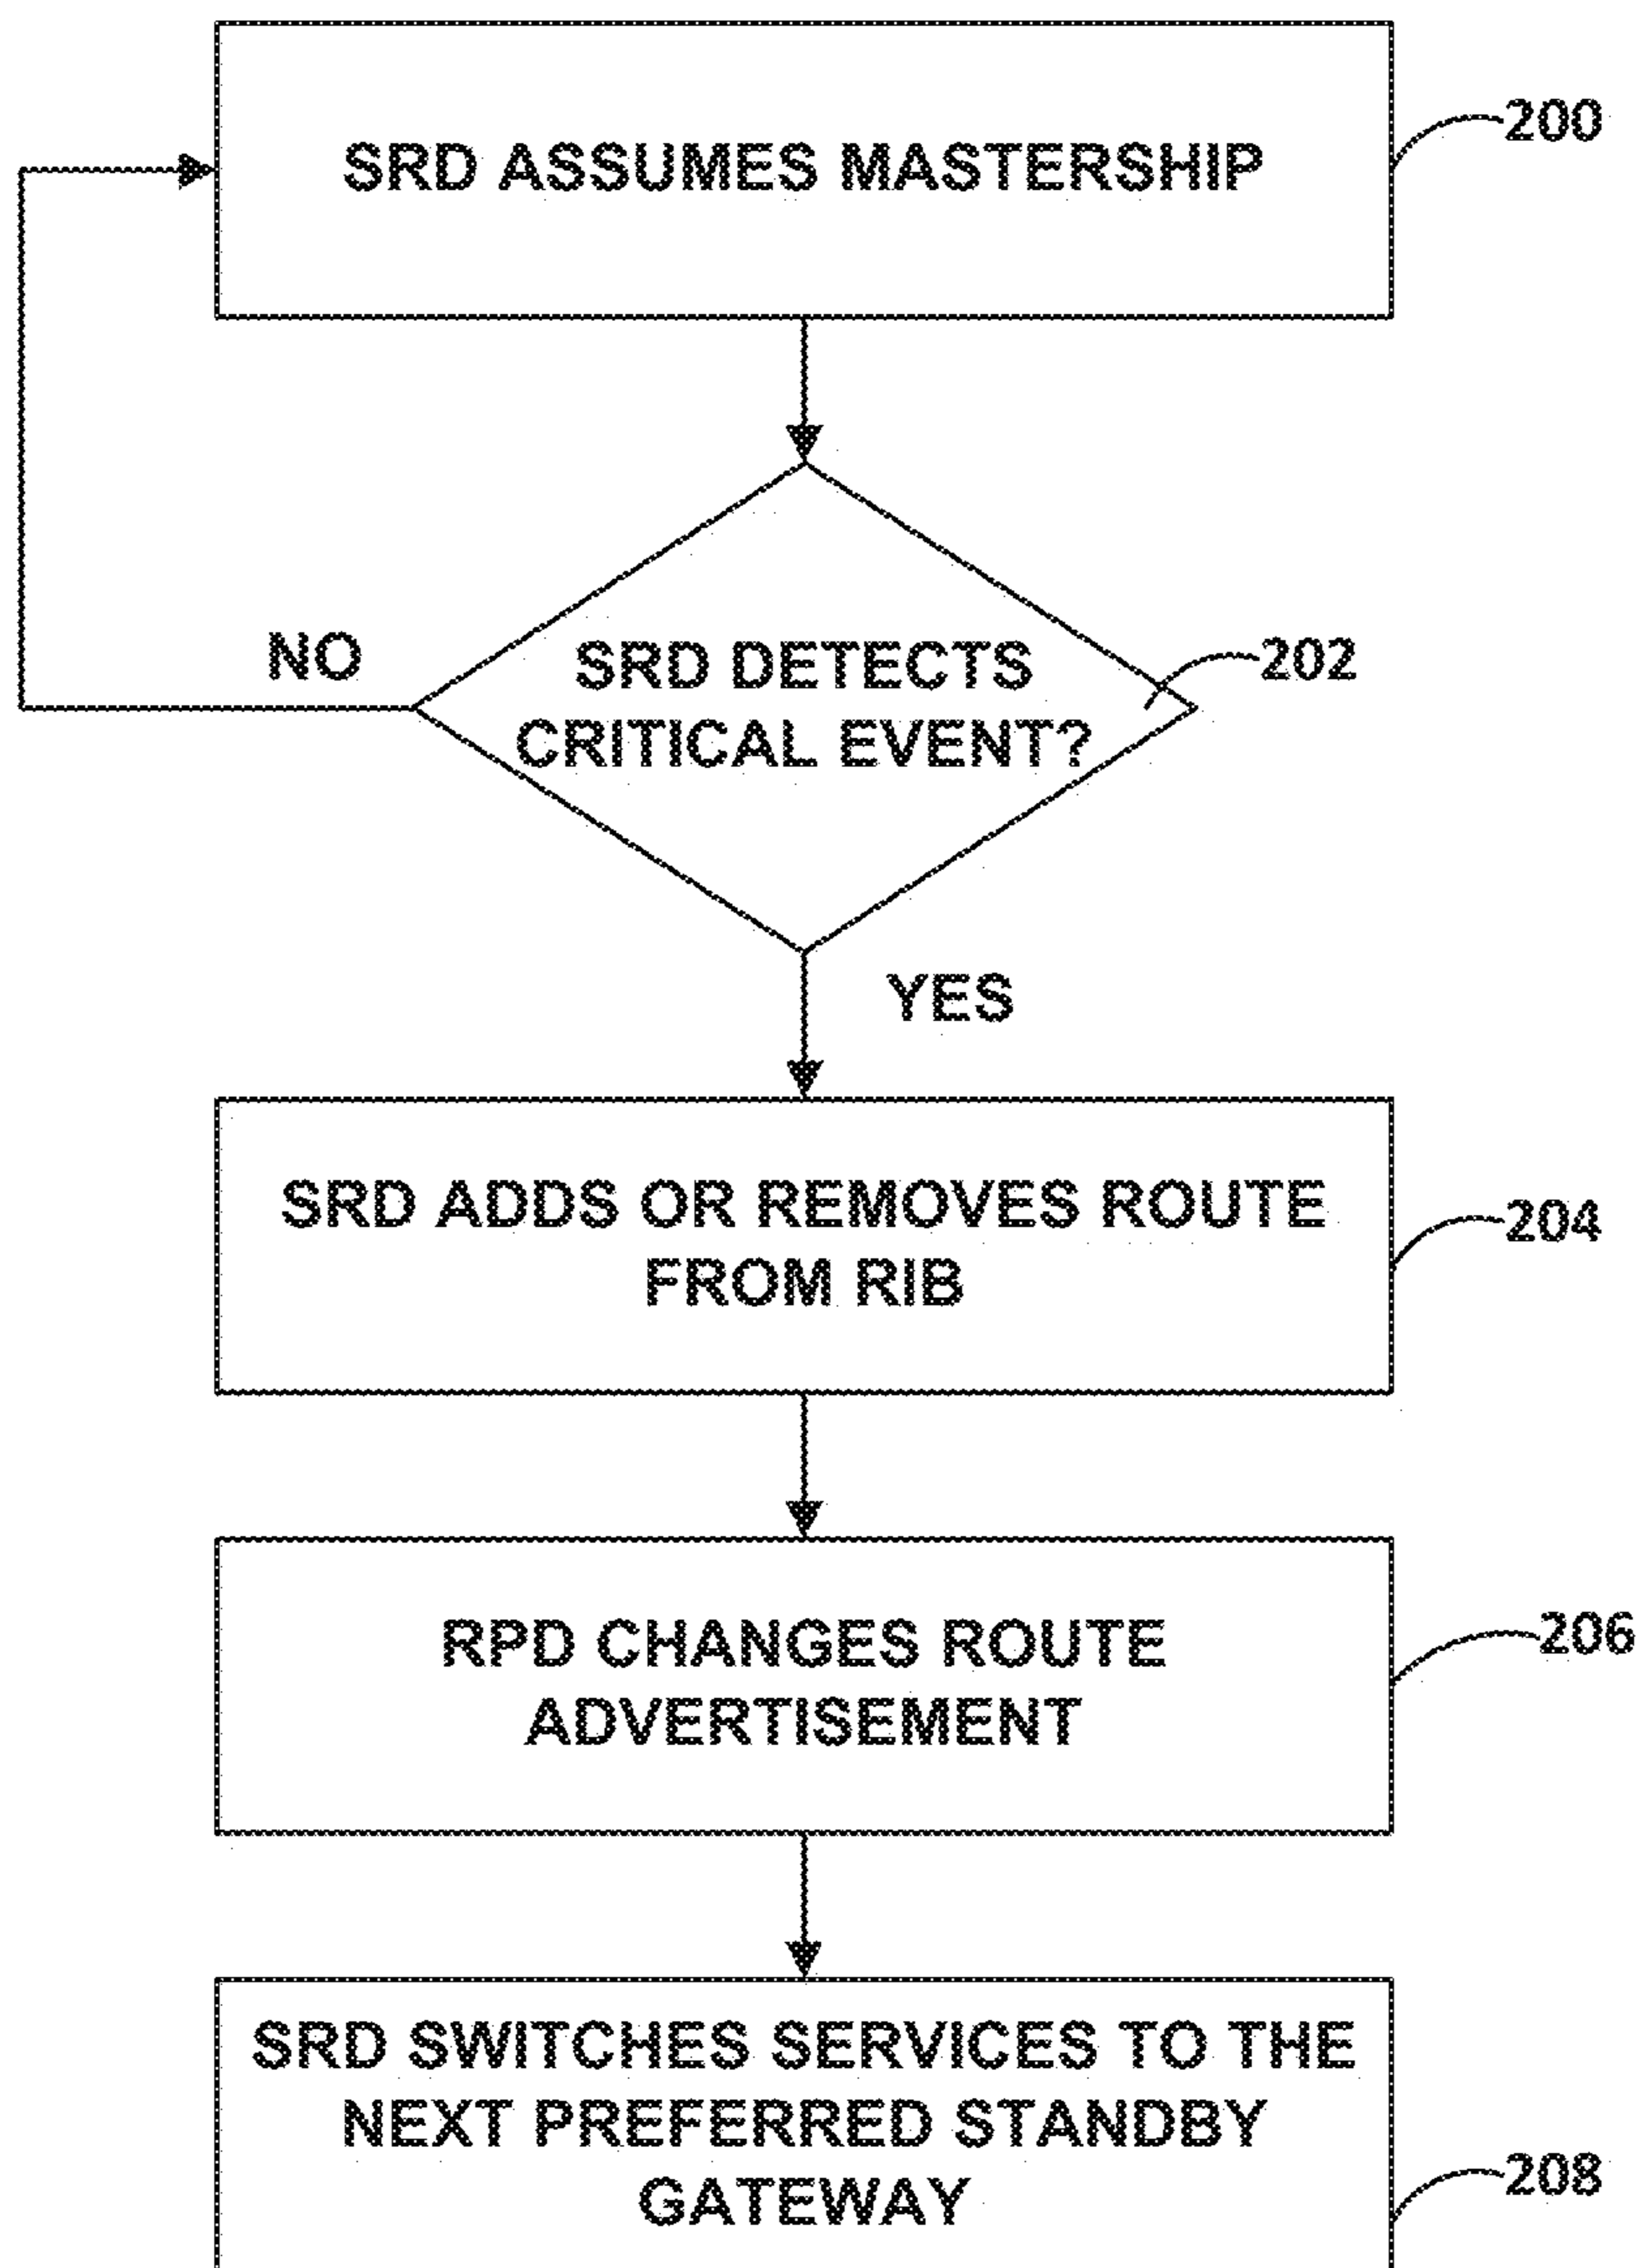 SRD ASSUMES MASTERSHIP
200
SRD DETECTS
CRITICAL EVENT?
202
NO
YES
SRD ADDS OR REMOVES ROUTE
FROM RIB
204
RPD CHANGES ROUTE
ADVERTISEMENT
206
SRD SWITCHES SERVICES TO THE
NEXT PREFERRED STANDBY
GATEWAY
208